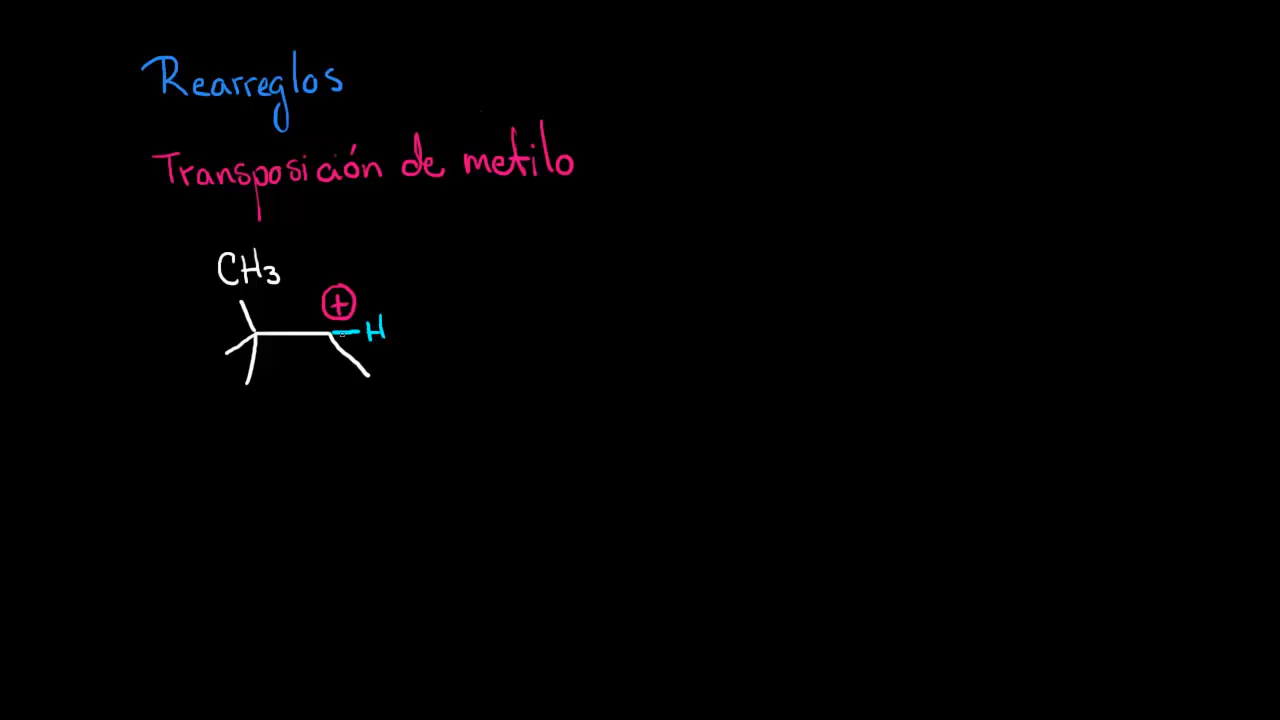 Rearreglos
Transposición de metilo
CH3
+
H